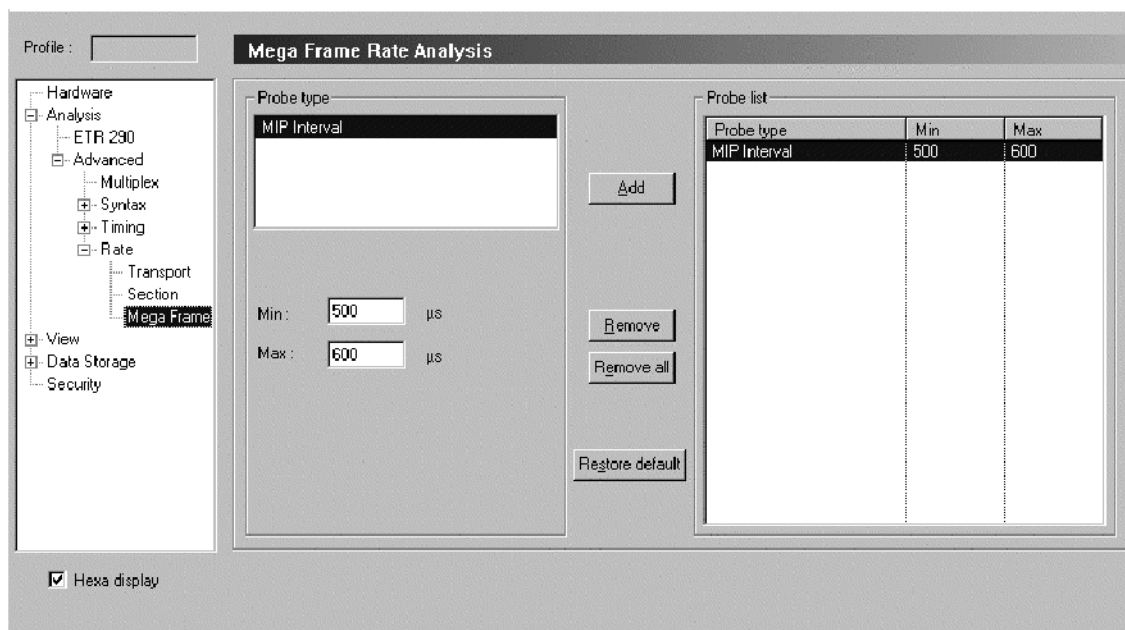 Profile :
Mega Frame Rate Analysis
Hardware
Analysis
ETR 290
Advanced
Multiplex
Syntax
Timing
Rate
Transport
Section
Mega Frame
View
Data Storage
Security
Probe type
MIP Interval
Min :
500
µs
Max :
600
µs
Add
Remove
Remove all
Restore default
Probe list
Probe type Min Max
MIP Interval 500 600
Hexa display